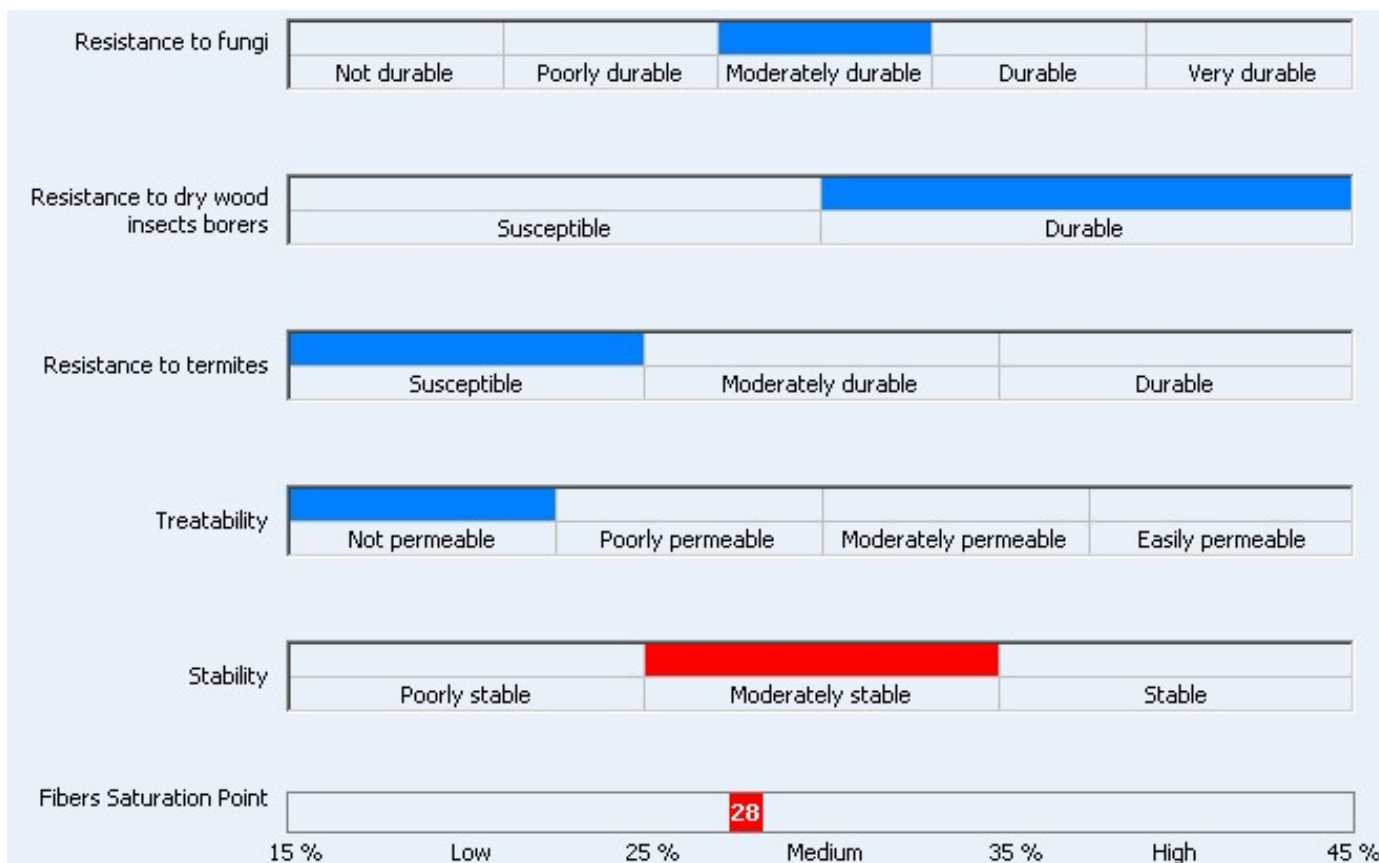 Resistance to fungi
Not durable Poorly durable Moderately durable Durable Very durable
Resistance to dry wood
insects borers
Susceptible Durable
Resistance to termites
Susceptible Moderately durable Durable
Treatability
Not permeable Poorly permeable Moderately permeable Easily permeable
Stability
Poorly stable Moderately stable Stable
Fibers Saturation Point
28
15 % Low 25 % Medium 35 % High 45 %